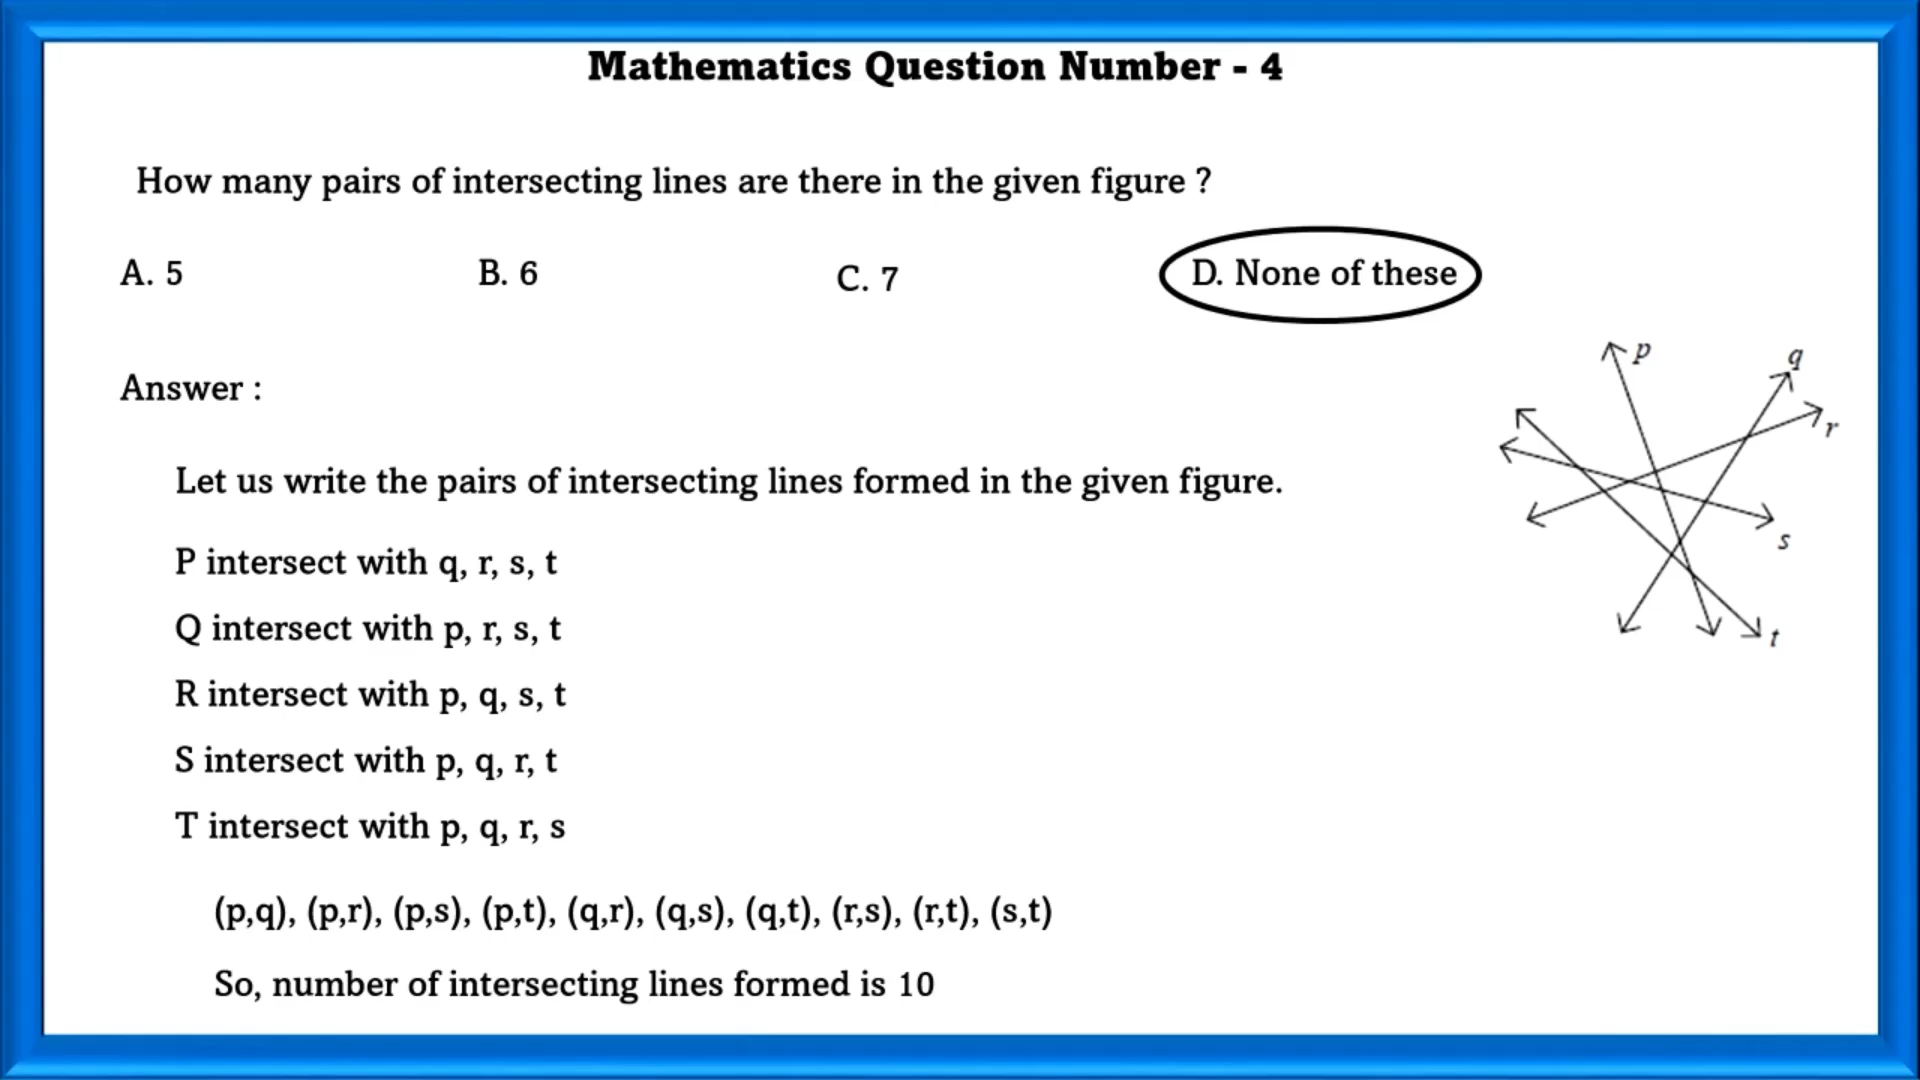 Mathematics Question Number - 4
How many pairs of intersecting lines are there in the given figure ?
A. 5 B. 6 C. 7 D. None of these
p
q
r
s
t
Answer :
Let us write the pairs of intersecting lines formed in the given figure.
P intersect with q, r, s, t
Q intersect with p, r, s, t
R intersect with p, q, s, t
S intersect with p, q, r, t
T intersect with p, q, r, s
(p,q), (p,r), (p,s), (p,t), (q,r), (q,s), (q,t), (r,s), (r,t), (s,t)
So, number of intersecting lines formed is 10